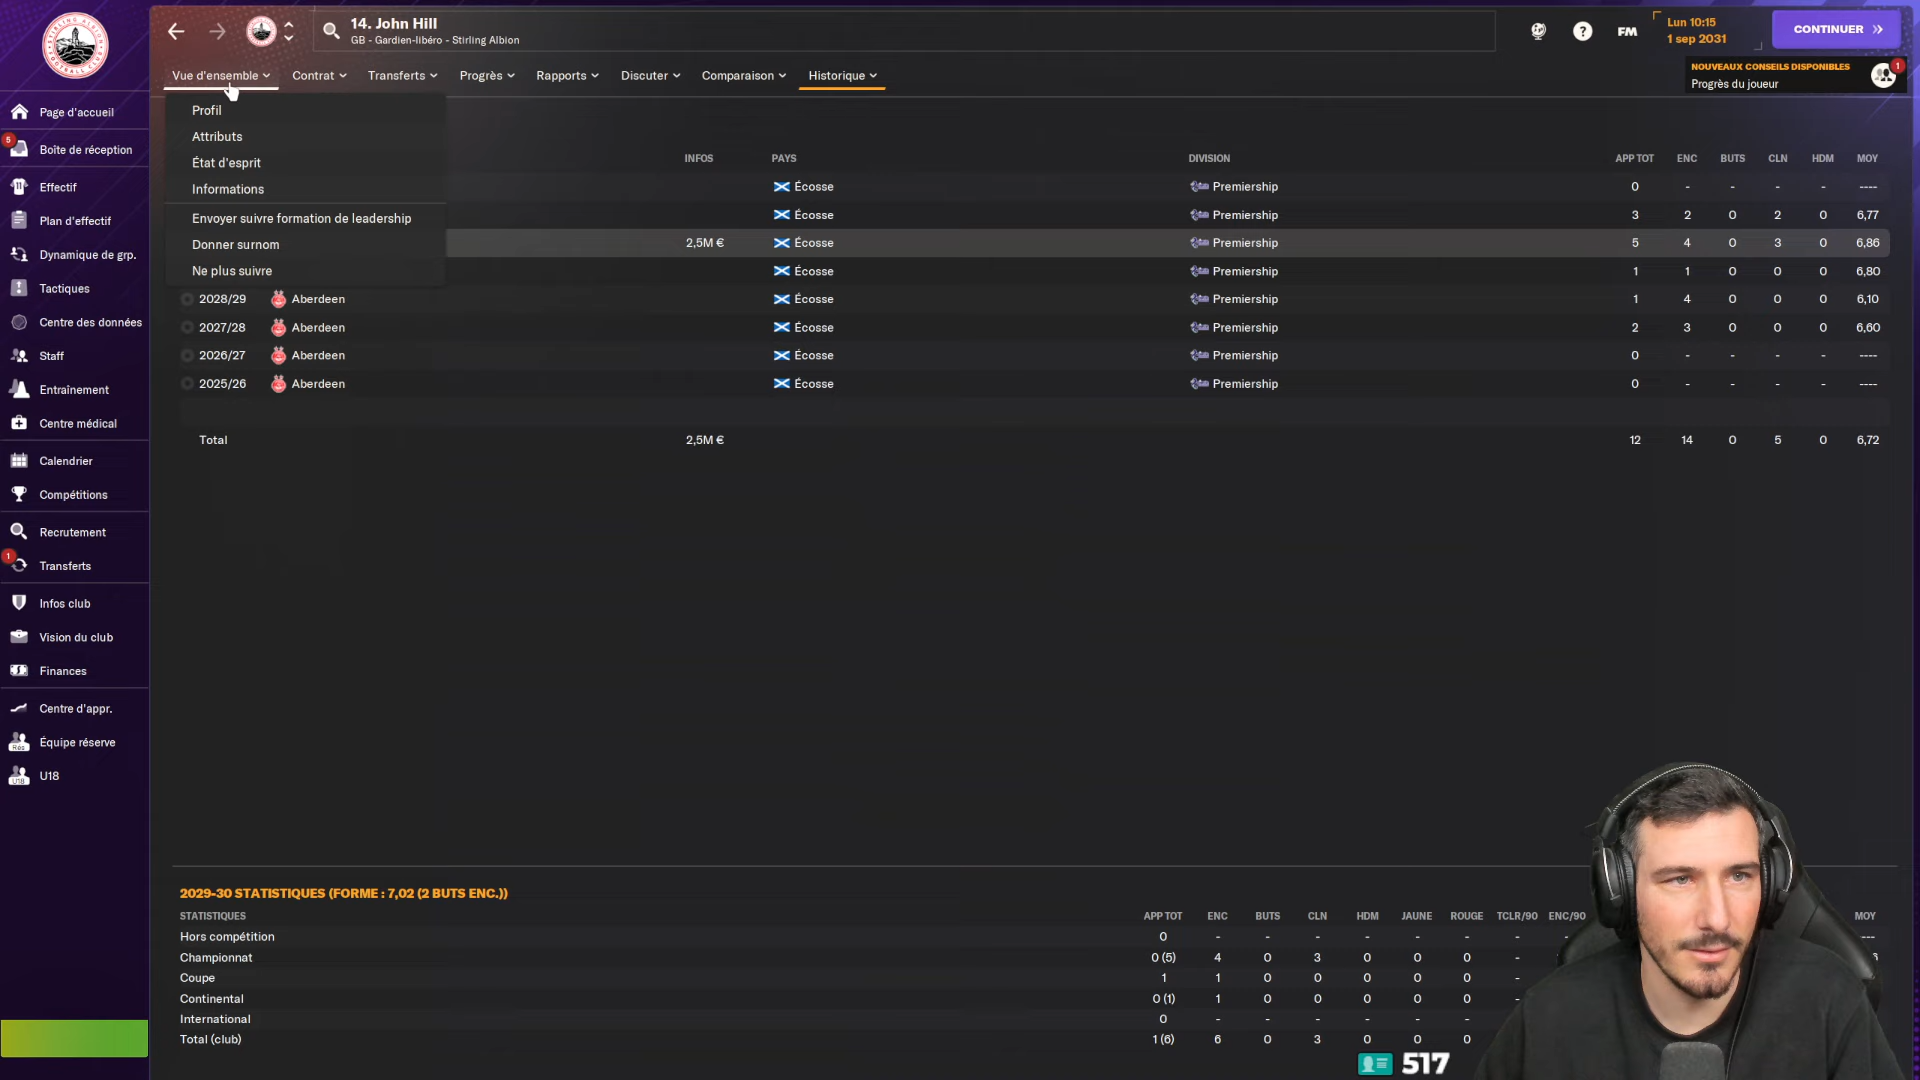 14. John Hill
GB - Gardien-libéro - Stirling Albion
FM
Lun 10:15
1 sep 2031
CONTINUER
Vue d'ensemble
Contrat
Transferts
Progrès
Rapports
Discuter
Comparaison
Historique
NOUVEAUX CONSEILS DISPONIBLES
Progrès du joueur
1
Page d'accueil
5
Boîte de réception
Effectif
Plan d'effectif
Dynamique de grp.
Tactiques
Centre des données
Staff
Entraînement
Centre médical
Calendrier
Compétitions
Recrutement
1
Transferts
Infos club
Vision du club
Finances
Centre d'appr.
Équipe réserve
U18
Profil
Attributs
État d'esprit
Informations
Envoyer suivre formation de leadership
Donner surnom
Ne plus suivre
INFOS PAYS DIVISION APP TOT ENC BUTS CLN HDM MOY
Écosse Premiership 0 - - - - ----
Écosse Premiership 3 2 0 2 0 6,77
2,5M € Écosse Premiership 5 4 0 3 0 6,86
Écosse Premiership 1 1 0 0 0 6,80
2028/29 Aberdeen Écosse Premiership 1 4 0 0 0 6,10
2027/28 Aberdeen Écosse Premiership 2 3 0 0 0 6,60
2026/27 Aberdeen Écosse Premiership 0 - - - - ----
2025/26 Aberdeen Écosse Premiership 0 - - - - ----
Total 2,5M € 12 14 0 5 0 6,72
2029-30 STATISTIQUES (FORME : 7,02 (2 BUTS ENC.))
STATISTIQUES APP TOT ENC BUTS CLN HDM JAUNE ROUGE TCLR/90 ENC/90 MOY
Hors compétition 0 - - - - - - - ---
Championnat 0 (5) 4 0 3 0 0 0 -
Coupe 1 1 0 0 0 0 0 -
Continental 0 (1) 1 0 0 0 0 0 -
International 0 - - - - - - -
Total (club) 1 (6) 6 0 3 0 0 0
517